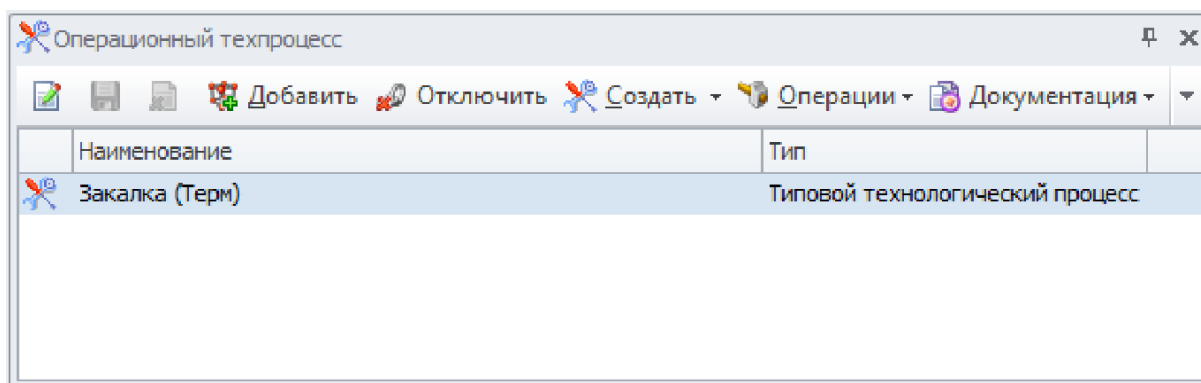 Операционный техпроцесс
Добавить Отключить Создать Операции Документация
Наименование Тип
Закалка (Терм) Типовой технологический процесс